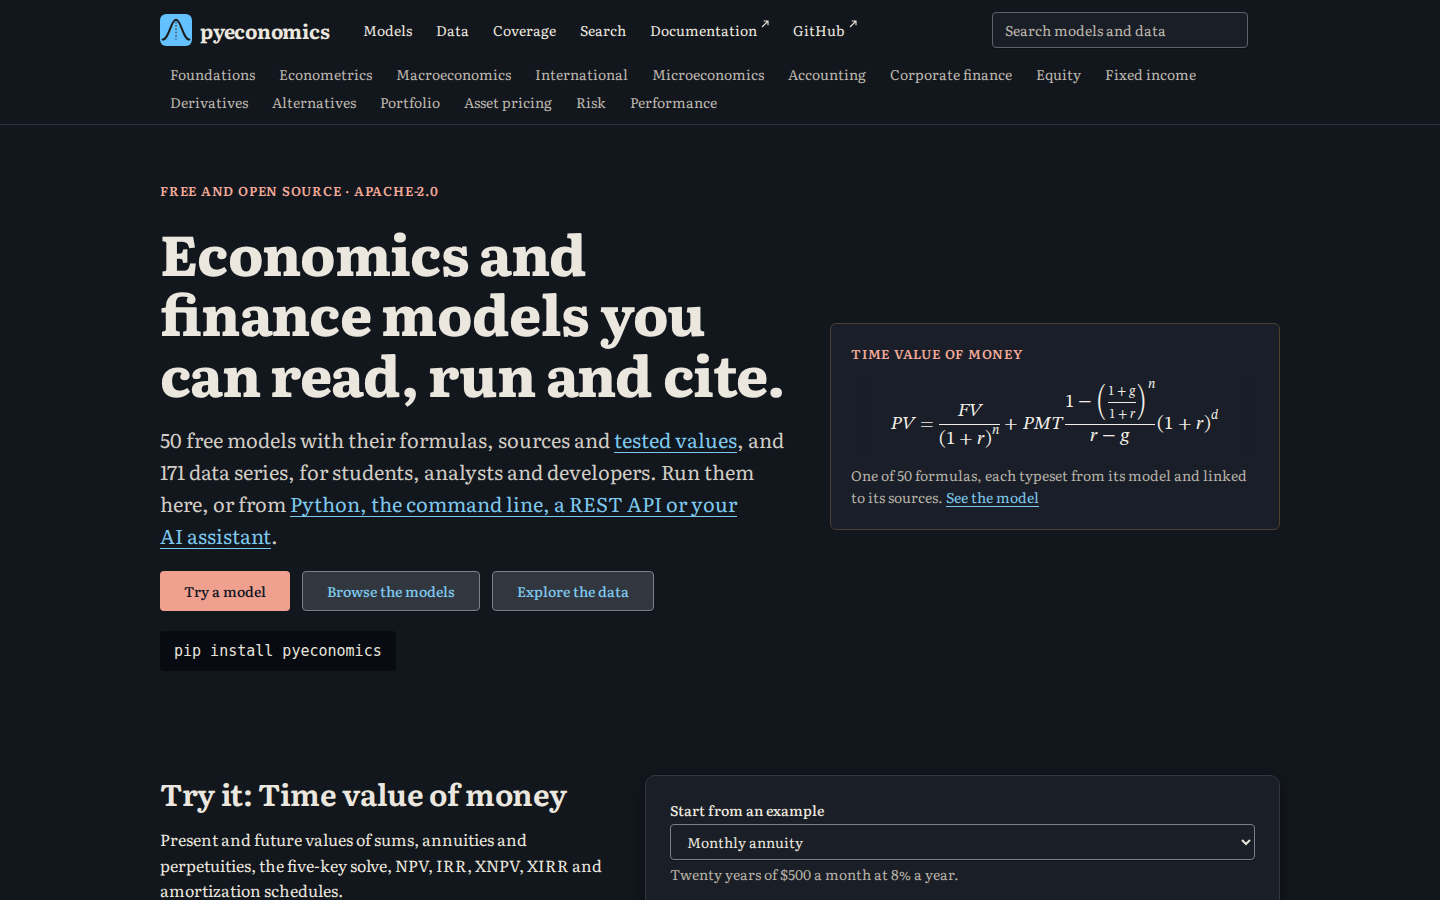 pyeconomics
Models Data Coverage Search Documentation ↗ GitHub ↗
Search models and data
Foundations Econometrics Macroeconomics International Microeconomics Accounting Corporate finance Equity Fixed income
Derivatives Alternatives Portfolio Asset pricing Risk Performance
FREE AND OPEN SOURCE · APACHE-2.0
Economics and
finance models you
can read, run and cite.
50 free models with their formulas, sources and tested values, and
171 data series, for students, analysts and developers. Run them
here, or from Python, the command line, a REST API or your
AI assistant.
Try a model Browse the models Explore the data
pip install pyeconomics
TIME VALUE OF MONEY
PV = FV / (1 + r)^n + PMT (1 − ((1 + g) / (1 + r))^n) / (r − g) (1 + r)^d
One of 50 formulas, each typeset from its model and linked
to its sources. See the model
Try it: Time value of money
Present and future values of sums, annuities and
perpetuities, the five-key solve, NPV, IRR, XNPV, XIRR and
amortization schedules.
Start from an example
Monthly annuity
Twenty years of $500 a month at 8% a year.